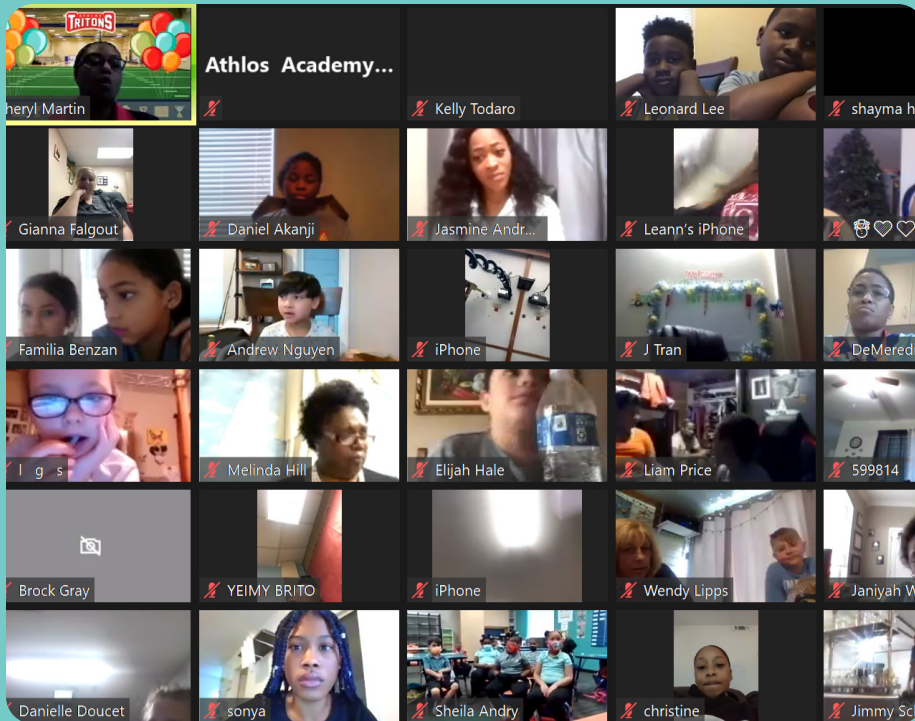 TRITONS
heryl Martin
Athlos Academy...
Kelly Todaro
Leonard Lee
shayma h
Gianna Falgout
Daniel Akanji
Jasmine Andr...
Leann's iPhone
Familia Benzan
Andrew Nguyen
iPhone
Welcome
J Tran
DeMered
l g s
Melinda Hill
Elijah Hale
Liam Price
599814
Brock Gray
YEIMY BRITO
iPhone
Wendy Lipps
Janiyah W
Danielle Doucet
sonya
Sheila Andry
christine
Jimmy Sc